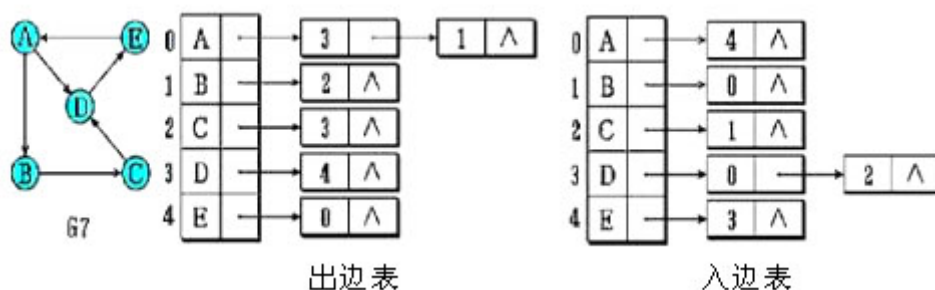 A E
D
B C
G7
0 A 3 1 ∧
1 B 2 ∧
2 C 3 ∧
3 D 4 ∧
4 E 0 ∧
出边表
0 A 4 ∧
1 B 0 ∧
2 C 1 ∧
3 D 0 2 ∧
4 E 3 ∧
入边表